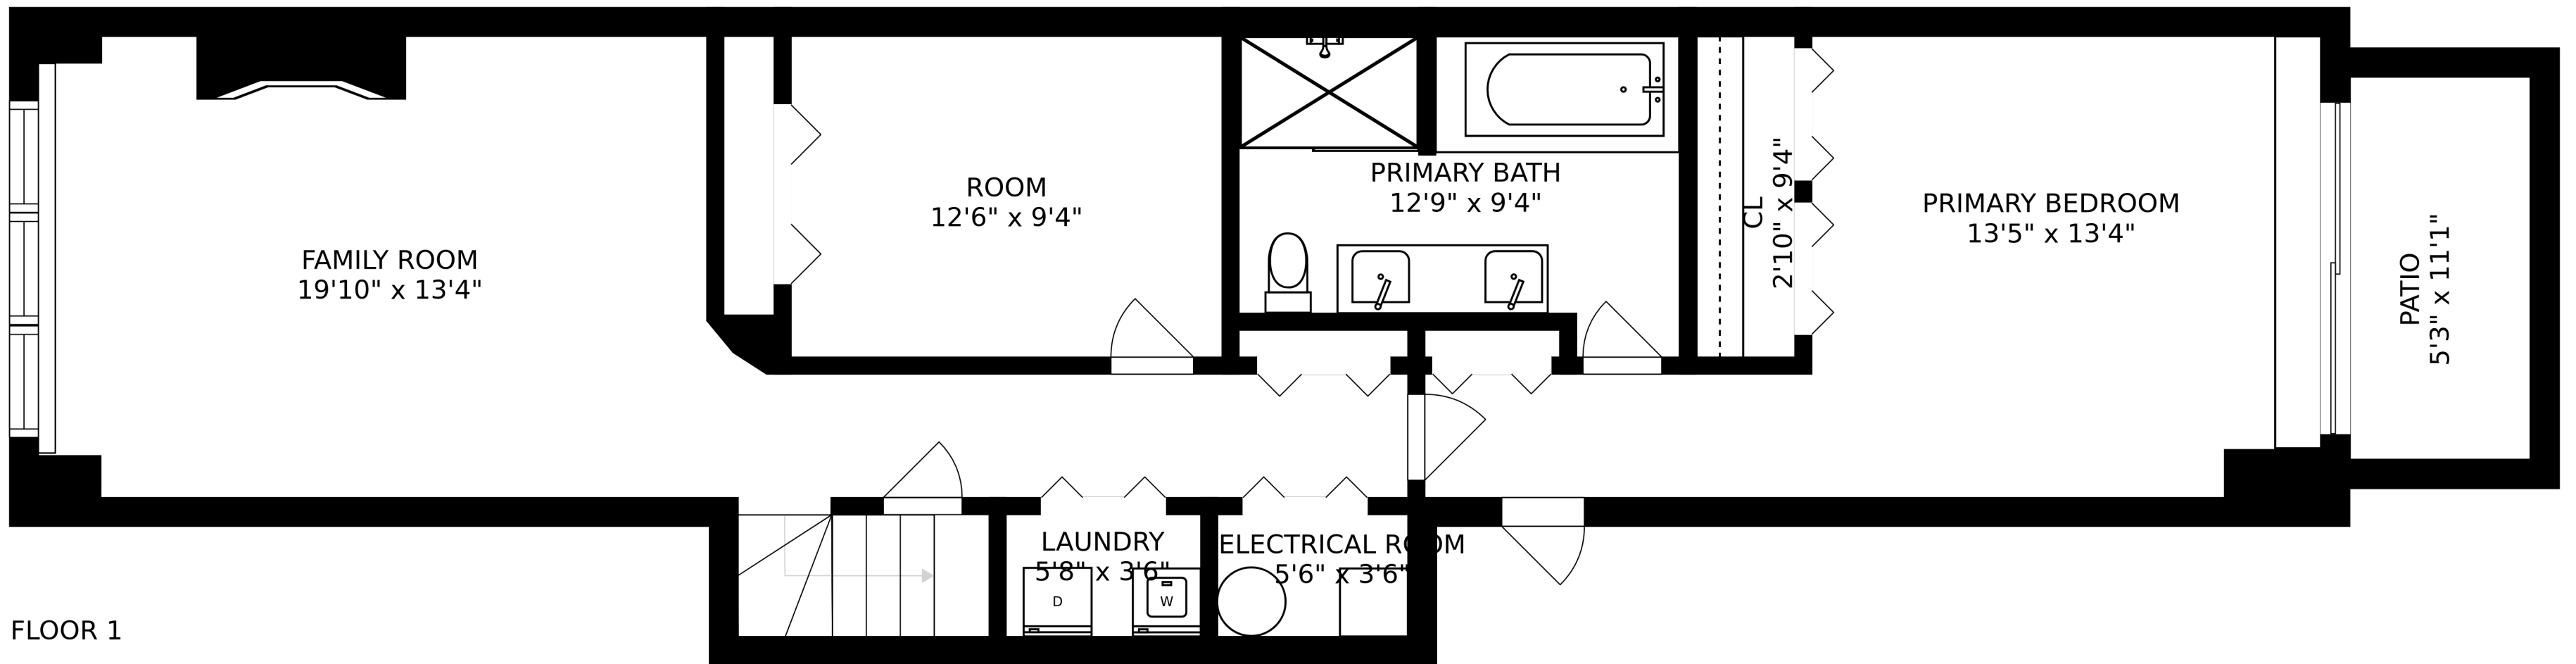 FAMILY ROOM
19'10" x 13'4"
ROOM
12'6" x 9'4"
PRIMARY BATH
12'9" x 9'4"
CL
2'10" x 9'4"
PRIMARY BEDROOM
13'5" x 13'4"
PATIO
5'3" x 11'1"
LAUNDRY
5'8" x 3'6"
D
W
ELECTRICAL ROOM
5'6" x 3'6"
FLOOR 1